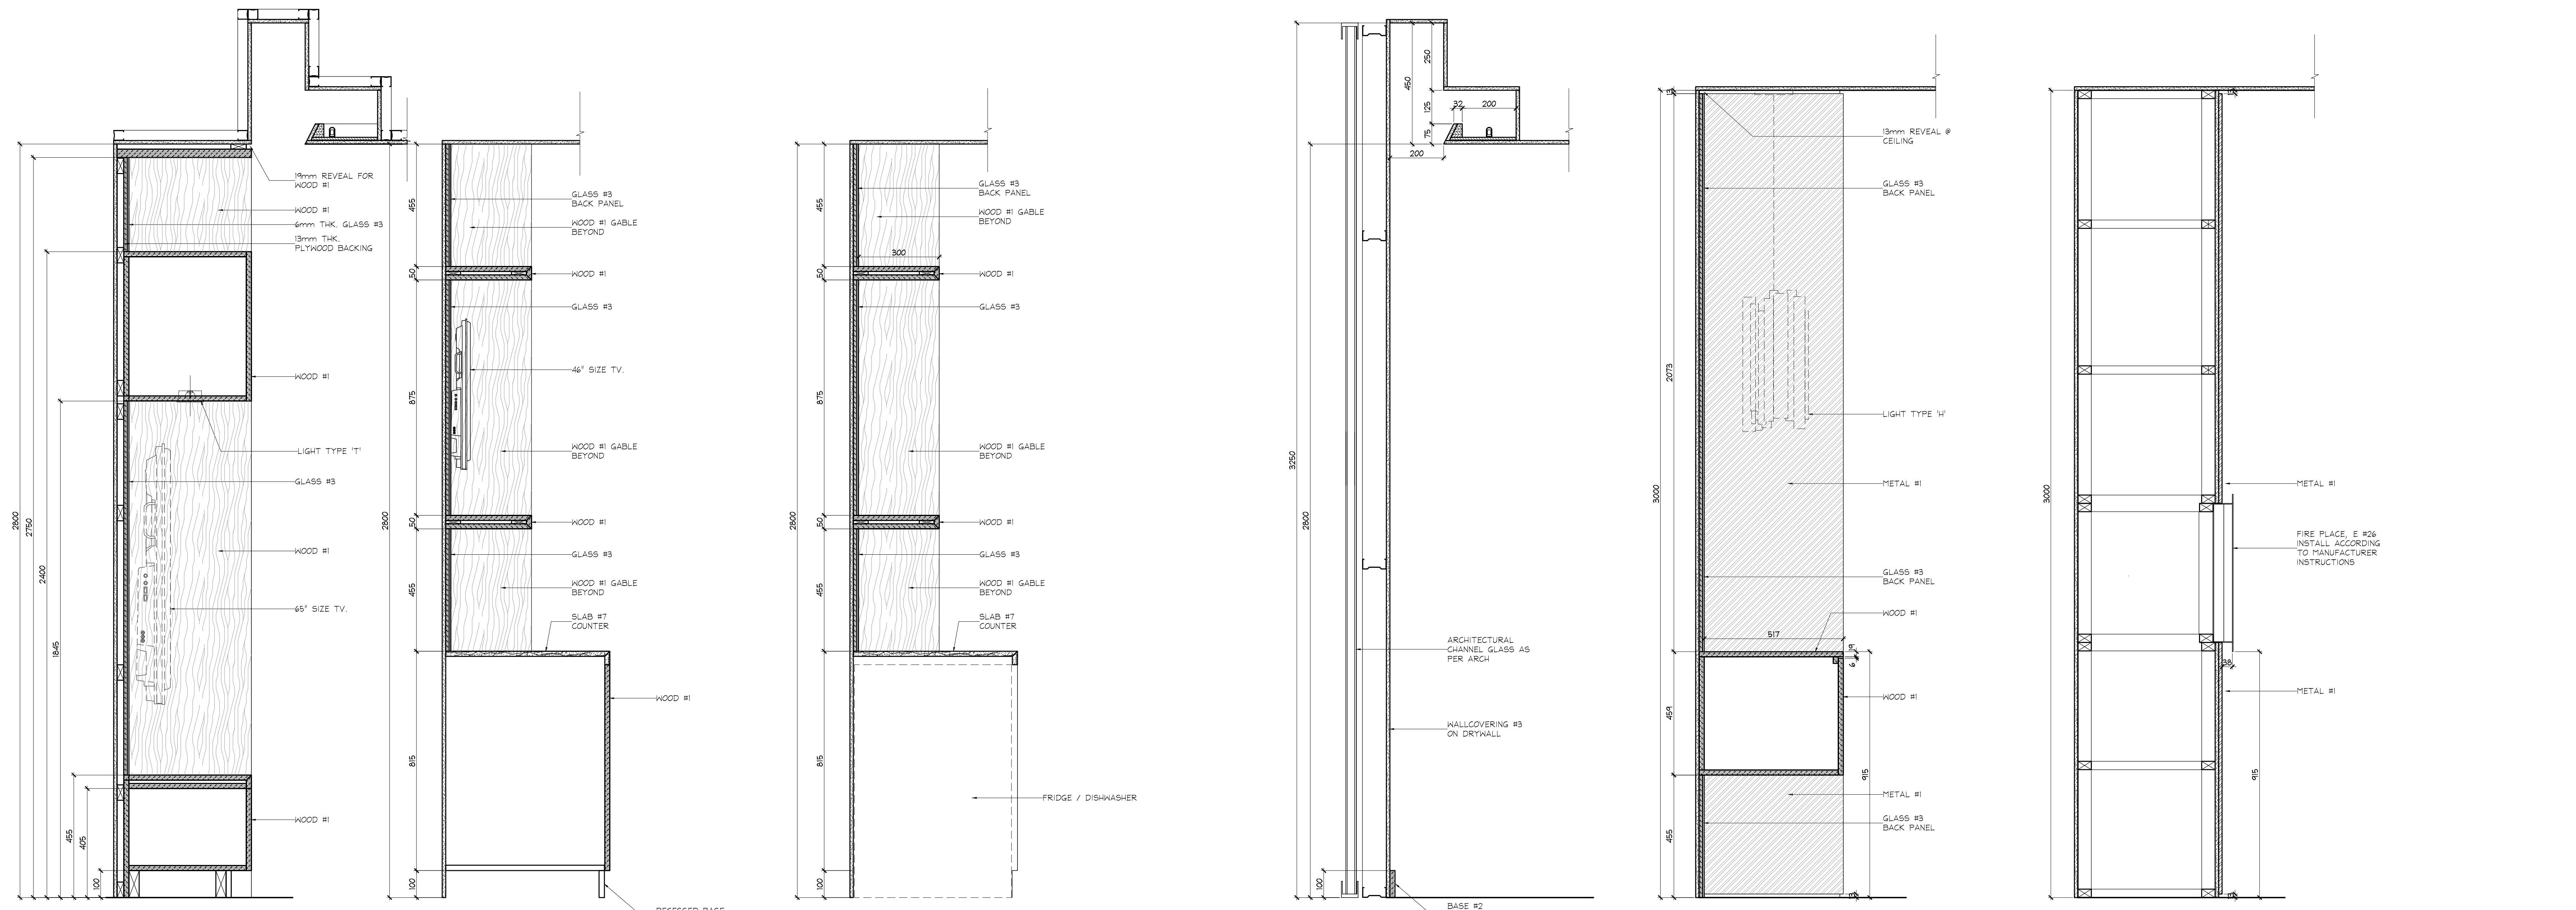 2800
2750
2400
1845
455
405
100
19mm REVEAL FOR
WOOD #1
WOOD #1
6mm THK. GLASS #3
13mm THK.
PLYWOOD BACKING
WOOD #1
LIGHT TYPE 'T'
GLASS #3
WOOD #1
65" SIZE TV.
WOOD #1
2800
455
50
875
50
455
815
100
GLASS #3
BACK PANEL
WOOD #1 GABLE
BEYOND
WOOD #1
GLASS #3
46" SIZE TV.
WOOD #1 GABLE
BEYOND
WOOD #1
GLASS #3
WOOD #1 GABLE
BEYOND
SLAB #7
COUNTER
WOOD #1
RECESSED BASE
2800
455
50
875
50
455
815
100
300
GLASS #3
BACK PANEL
WOOD #1 GABLE
BEYOND
WOOD #1
GLASS #3
WOOD #1 GABLE
BEYOND
WOOD #1
GLASS #3
WOOD #1 GABLE
BEYOND
SLAB #7
COUNTER
FRIDGE / DISHWASHER
3250
2800
100
450
250
125
75
32
200
200
ARCHITECTURAL
CHANNEL GLASS AS
PER ARCH
WALLCOVERING #3
ON DRYWALL
BASE #2
3000
13
2073
459
455
517
19
6
915
13
13mm REVEAL @
CEILING
GLASS #3
BACK PANEL
LIGHT TYPE 'H'
METAL #1
GLASS #3
BACK PANEL
WOOD #1
WOOD #1
METAL #1
GLASS #3
BACK PANEL
3000
13
METAL #1
FIRE PLACE, E #26
INSTALL ACCORDING
TO MANUFACTURER
INSTRUCTIONS
38
METAL #1
915
13